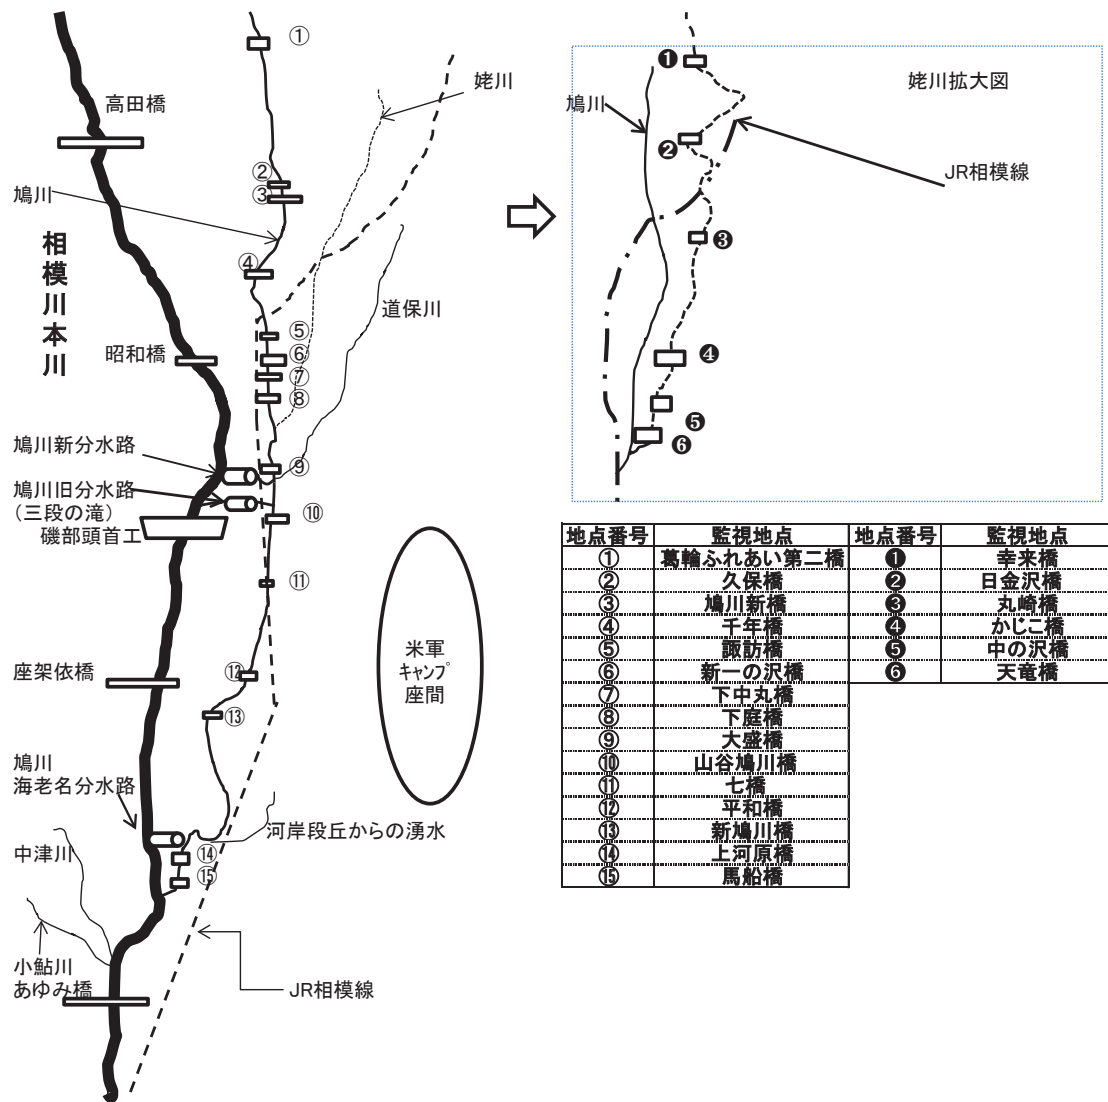 ①
高田橋
②
③
鳩川
相模川本川
④
姥川
道保川
⑤
昭和橋
⑥
⑦
⑧
鳩川新分水路
⑨
鳩川旧分水路
(三段の滝)
磯部頭首工
⑩
⑪
米軍
キャンプ
座間
座架依橋
⑫
⑬
鳩川
海老名分水路
河岸段丘からの湧水
中津川
⑭
⑮
小鮎川
あゆみ橋
JR相模線
❶
姥川拡大図
鳩川
❷
JR相模線
❸
❹
❺
❻
地点番号 監視地点 地点番号 監視地点
① 葛輪ふれあい第二橋 ❶ 幸来橋
② 久保橋 ❷ 日金沢橋
③ 鳩川新橋 ❸ 丸崎橋
④ 千年橋 ❹ かじこ橋
⑤ 諏訪橋 ❺ 中の沢橋
⑥ 新一の沢橋 ❻ 天竜橋
⑦ 下中丸橋
⑧ 下庭橋
⑨ 大盛橋
⑩ 山谷鳩川橋
⑪ 七橋
⑫ 平和橋
⑬ 新鳩川橋
⑭ 上河原橋
⑮ 馬船橋